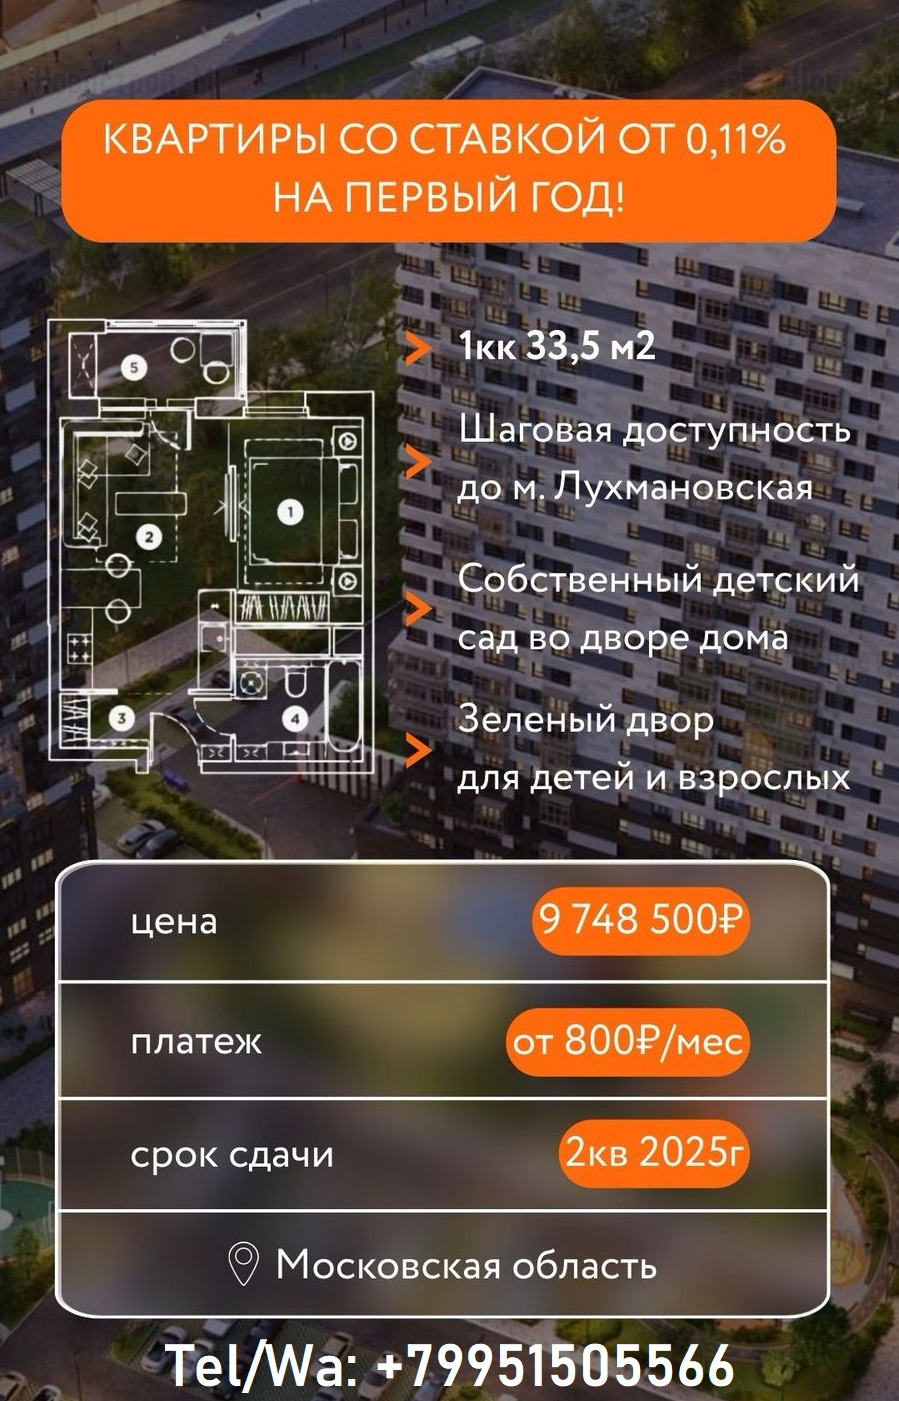 КВАРТИРЫ СО СТАВКОЙ ОТ 0,11%
НА ПЕРВЫЙ ГОД!
1кк 33,5 м2
Шаговая доступность
до м. Лухмановская
Собственный детский
сад во дворе дома
Зеленый двор
для детей и взрослых
5
1
2
3
4
цена
9 748 500₽
платеж
от 800₽/мес
срок сдачи
2кв 2025г
Московская область
Tel/Wa: +79951505566